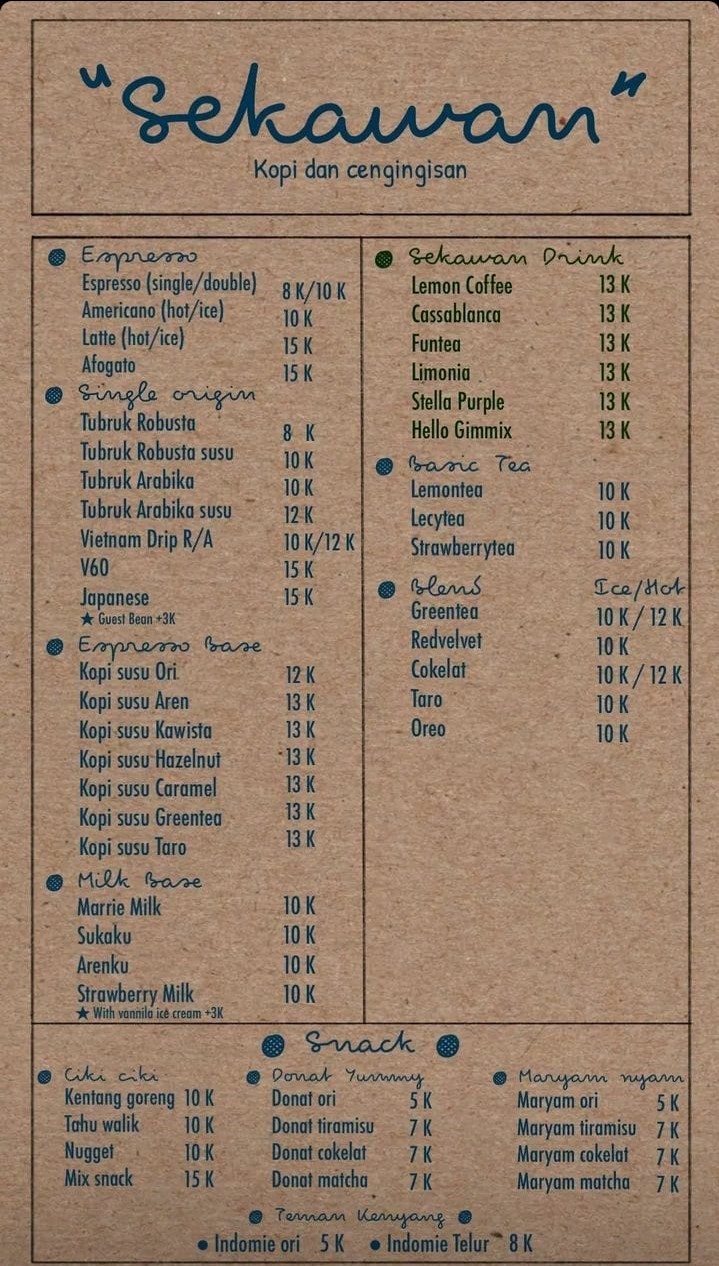 "Sekawan"
Kopi dan cengingisan
Espresso
Espresso (single/double) 8 K/10 K
Americano (hot/ice) 10 K
Latte (hot/ice) 15 K
Afogato 15 K
Single origin
Tubruk Robusta 8 K
Tubruk Robusta susu 10 K
Tubruk Arabika 10 K
Tubruk Arabika susu 12 K
Vietnam Drip R/A 10 K/12 K
V60 15 K
Japanese 15 K
★ Guest Bean +3K
Espresso Base
Kopi susu Ori 12 K
Kopi susu Aren 13 K
Kopi susu Kawista 13 K
Kopi susu Hazelnut 13 K
Kopi susu Caramel 13 K
Kopi susu Greentea 13 K
Kopi susu Taro 13 K
Milk Base
Marrie Milk 10 K
Sukaku 10 K
Arenku 10 K
Strawberry Milk 10 K
★ With vannila ice cream +3K
Sekawan Drink
Lemon Coffee 13 K
Cassablanca 13 K
Funtea 13 K
Limonia 13 K
Stella Purple 13 K
Hello Gimmix 13 K
Basic Tea
Lemontea 10 K
Lecytea 10 K
Strawberrytea 10 K
Blend Ice/Hot
Greentea 10 K / 12 K
Redvelvet 10 K
Cokelat 10 K / 12 K
Taro 10 K
Oreo 10 K
Snack
Ciki ciki
Kentang goreng 10 K
Tahu walik 10 K
Nugget 10 K
Mix snack 15 K
Donat Yummy
Donat ori 5 K
Donat tiramisu 7 K
Donat cokelat 7 K
Donat matcha 7 K
Maryam nyam
Maryam ori 5 K
Maryam tiramisu 7 K
Maryam cokelat 7 K
Maryam matcha 7 K
Teman Kenyang
• Indomie ori 5 K • Indomie Telur 8 K